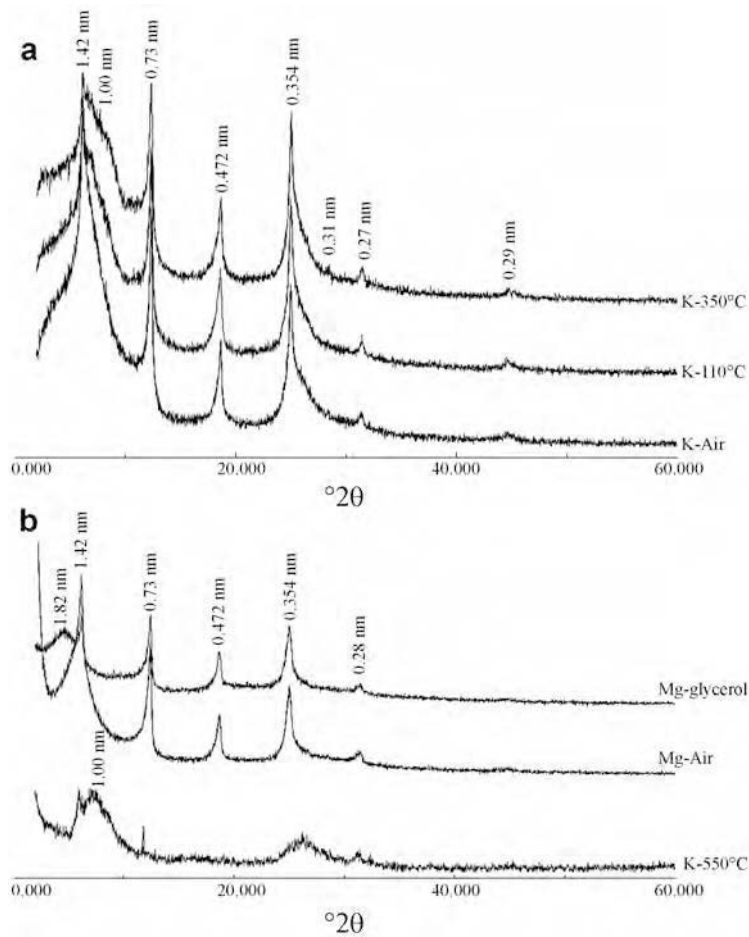 a
1.42 nm
1.00 nm
0.73 nm
0.472 nm
0.354 nm
0.31 nm
0.27 nm
0.29 nm
K-350°C
K-110°C
K-Air
0.000
20.000
40.000
60.000
°2θ
b
1.82 nm
1.42 nm
0.73 nm
0.472 nm
0.354 nm
0.28 nm
Mg-glycerol
Mg-Air
1.00 nm
K-550°C
0.000
20.000
40.000
60.000
°2θ